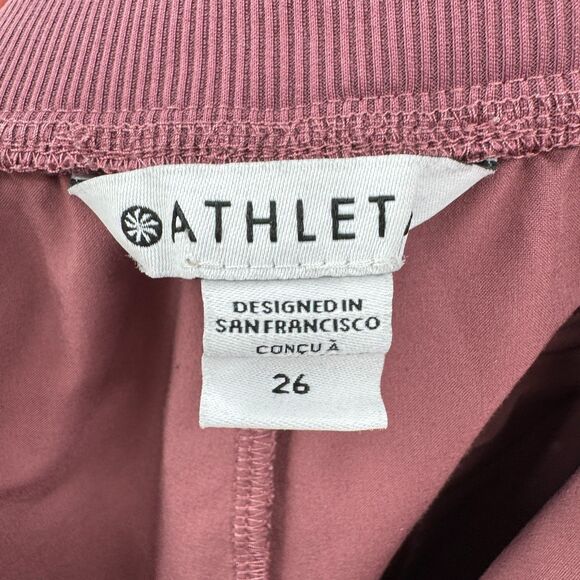 ATHLETA
DESIGNED IN
SAN FRANCISCO
CONÇU À
26